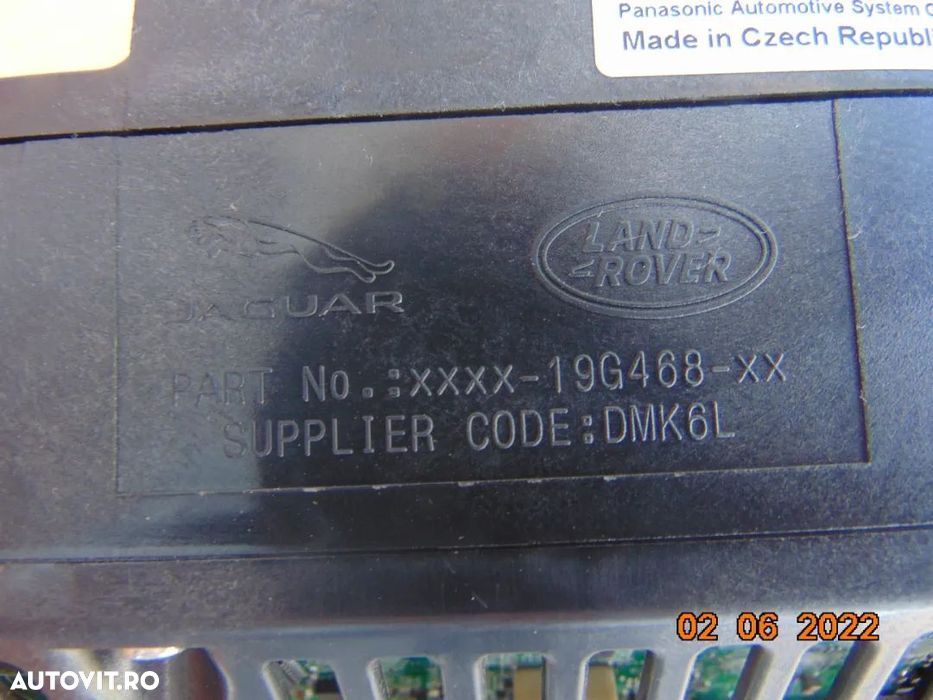 Panasonic Automotive System
Made in Czech Republi
JAGUAR
LAND
ROVER
PART No.:XXXX-19G468-XX
SUPPLIER CODE:DMK6L
02 06 2022
AUTOVIT.RO